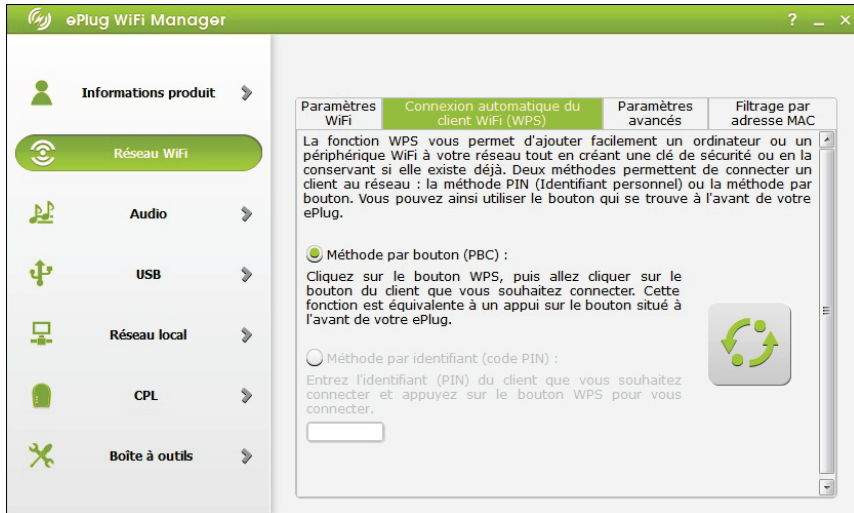 ePlug WiFi Manager
? _ ×
Informations produit
Réseau WiFi
Audio
USB
Réseau local
CPL
Boîte à outils
Paramètres WiFi
Connexion automatique du client WiFi (WPS)
Paramètres avancés
Filtrage par adresse MAC
La fonction WPS vous permet d'ajouter facilement un ordinateur ou un
périphérique WiFi à votre réseau tout en créant une clé de sécurité ou en la
conservant si elle existe déjà. Deux méthodes permettent de connecter un
client au réseau : la méthode PIN (Identifiant personnel) ou la méthode par
bouton. Vous pouvez ainsi utiliser le bouton qui se trouve à l'avant de votre
ePlug.
Méthode par bouton (PBC) :
Cliquez sur le bouton WPS, puis allez cliquer sur le
bouton du client que vous souhaitez connecter. Cette
fonction est équivalente à un appui sur le bouton situé à
l'avant de votre ePlug.
Méthode par identifiant (code PIN) :
Entrez l'identifiant (PIN) du client que vous souhaitez
connecter et appuyez sur le bouton WPS pour vous
connecter.